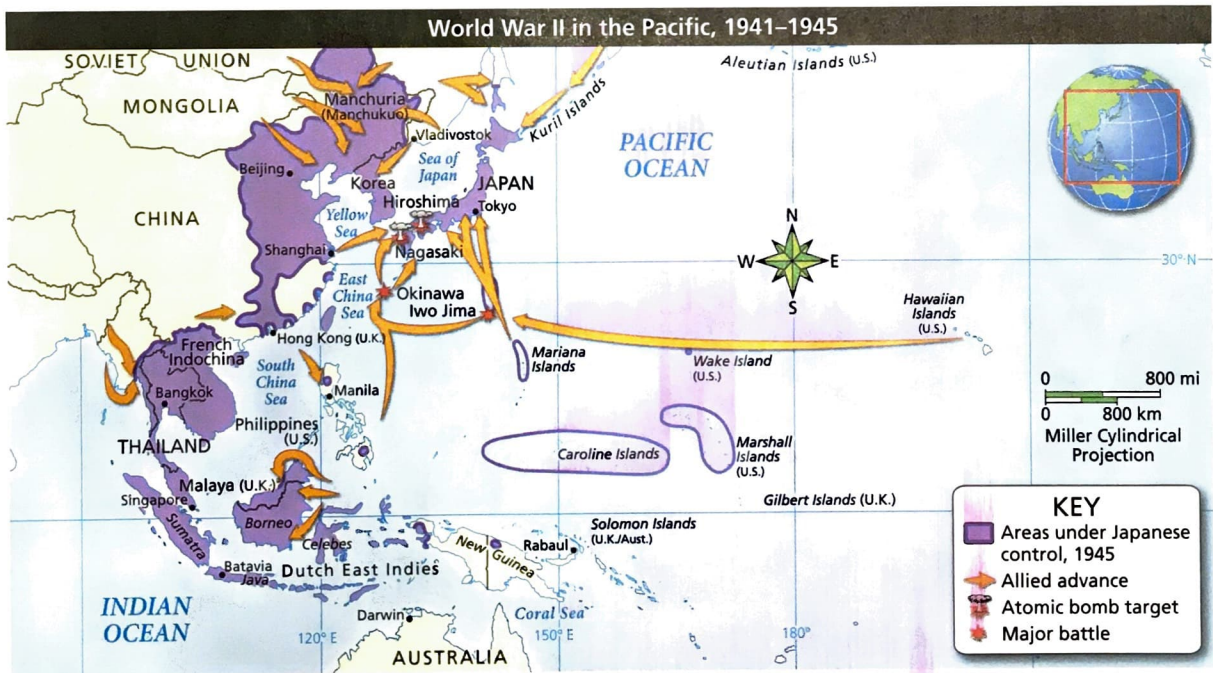 World War II in the Pacific, 1941–1945
SOVIET UNION
Aleutian Islands (U.S.)
MONGOLIA
Manchuria
(Manchukuo)
Kuril Islands
Vladivostok
PACIFIC
OCEAN
Beijing
Sea of
Japan
Korea
JAPAN
Hiroshima
Tokyo
CHINA
Yellow
Sea
N
W
E
S
Shanghai
Nagasaki
30° N
East
China
Sea
Okinawa
Iwo Jima
Hawaiian
Islands
(U.S.)
Hong Kong (U.K.)
French
Indochina
Mariana
Islands
Wake Island
(U.S.)
South
China
Sea
Bangkok
Manila
0 800 mi
0 800 km
Miller Cylindrical
Projection
Philippines
(U.S.)
THAILAND
Caroline Islands
Marshall
Islands
(U.S.)
Malaya (U.K.)
Singapore
Gilbert Islands (U.K.)
Borneo
Sumatra
Celebes
Solomon Islands
(U.K./Aust.)
New Guinea
Rabaul
Batavia
Java
Dutch East Indies
INDIAN
OCEAN
Darwin
Coral Sea
120° E
150° E
180°
AUSTRALIA
KEY
Areas under Japanese
control, 1945
Allied advance
Atomic bomb target
Major battle